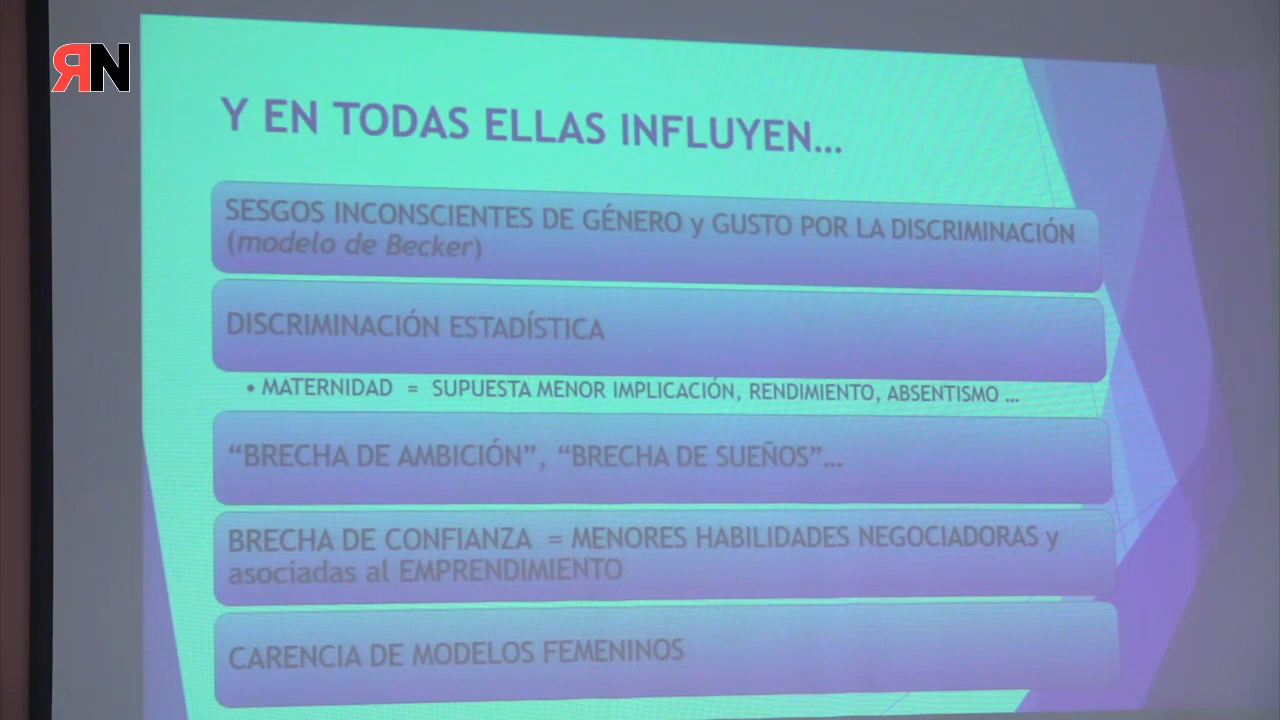 ЯN
Y EN TODAS ELLAS INFLUYEN...
SESGOS INCONSCIENTES DE GÉNERO y GUSTO POR LA DISCRIMINACIÓN
(modelo de Becker)
DISCRIMINACIÓN ESTADÍSTICA
• MATERNIDAD = SUPUESTA MENOR IMPLICACIÓN, RENDIMIENTO, ABSENTISMO ...
“BRECHA DE AMBICIÓN”, “BRECHA DE SUEÑOS”...
BRECHA DE CONFIANZA = MENORES HABILIDADES NEGOCIADORAS y
asociadas al EMPRENDIMIENTO
CARENCIA DE MODELOS FEMENINOS